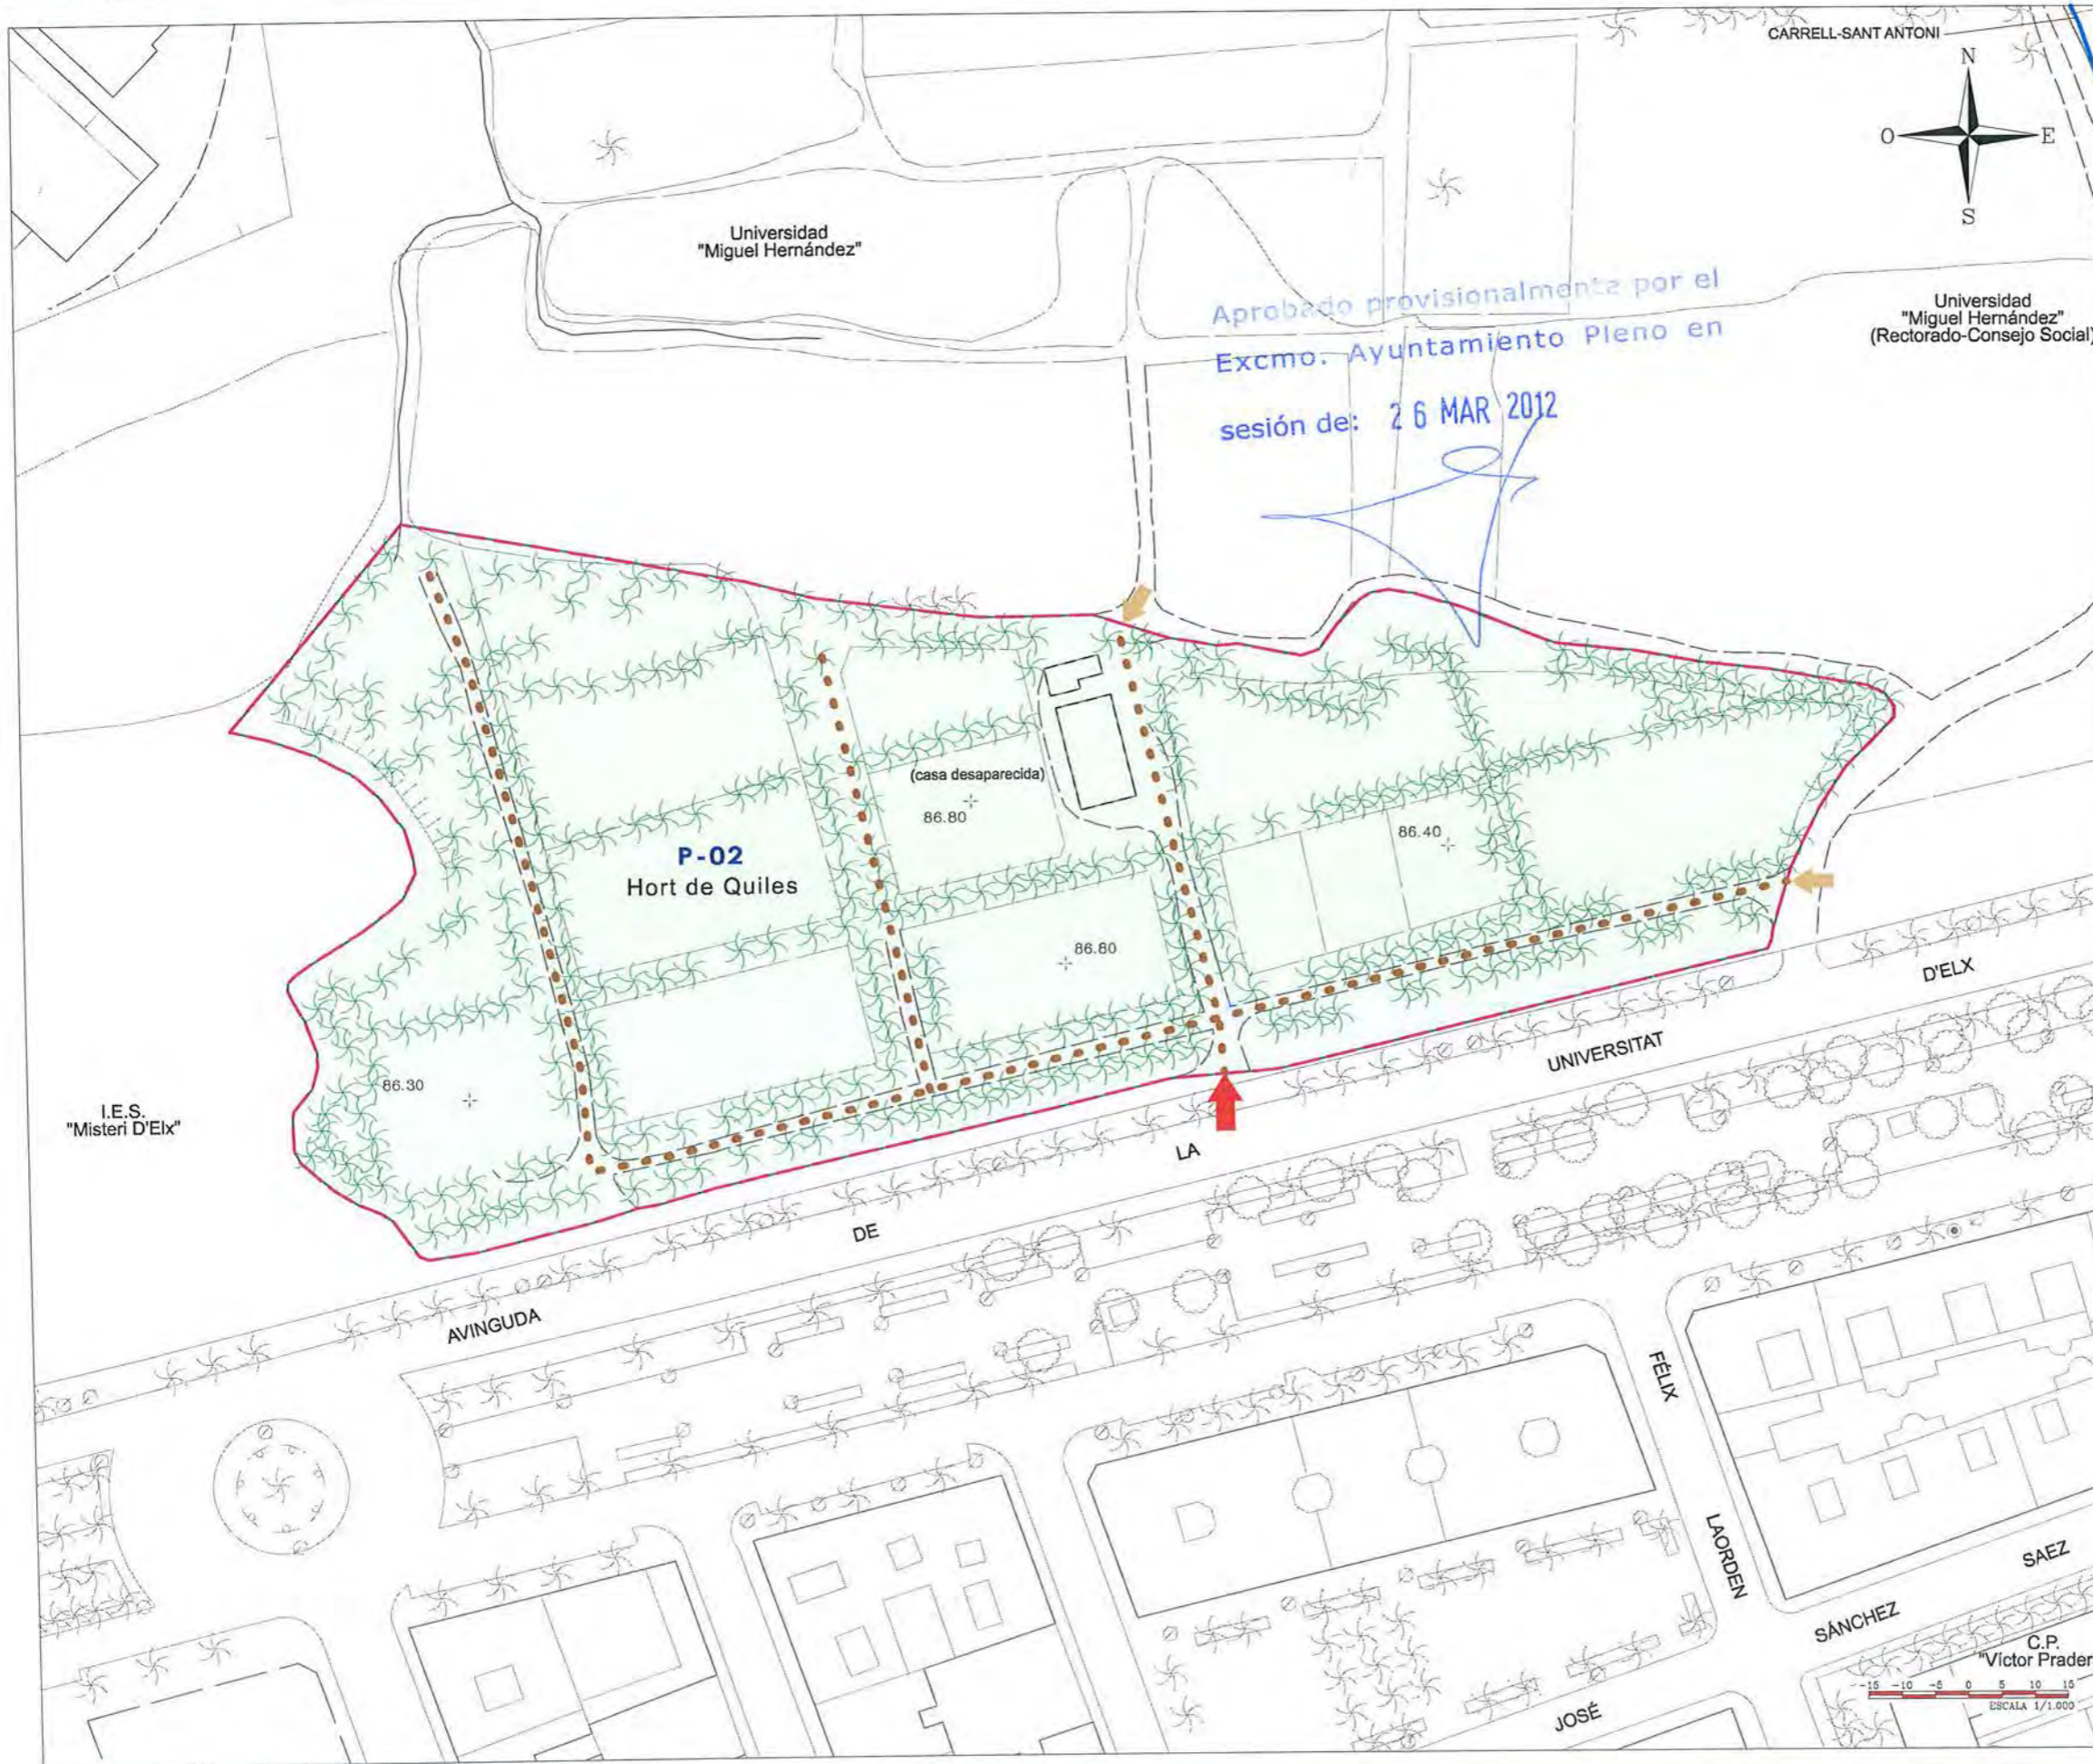 CARRELL-SANT ANTONI
N
O
E
S
Universidad
"Miguel Hernández"
Aprobado provisionalmente por el
Excmo. Ayuntamiento Pleno en
sesión de: 26 MAR 2012
Universidad
"Miguel Hernández"
(Rectorado-Consejo Social)
(casa desaparecida)
86.80
86.40
P-02
Hort de Quiles
86.80
86.30
I.E.S.
"Misteri D'Elx"
AVINGUDA
DE
LA
UNIVERSITAT
D'ELX
FÉLIX
LAORDEN
JOSÉ
SÁNCHEZ
SAEZ
C.P.
"Víctor Prader
-15 -10 -5 0 5 10 15
ESCALA 1/1.000